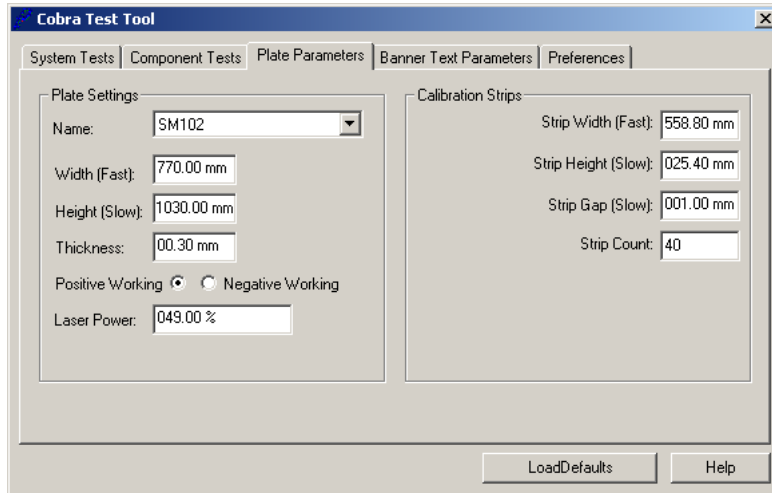 Cobra Test Tool
System Tests Component Tests Plate Parameters Banner Text Parameters Preferences
Plate Settings
Name: SM102
Width (Fast): 770.00 mm
Height (Slow): 1030.00 mm
Thickness: 00.30 mm
Positive Working Negative Working
Laser Power: 049.00 %
Calibration Strips
Strip Width (Fast): 558.80 mm
Strip Height (Slow): 025.40 mm
Strip Gap (Slow): 001.00 mm
Strip Count: 40
LoadDefaults Help